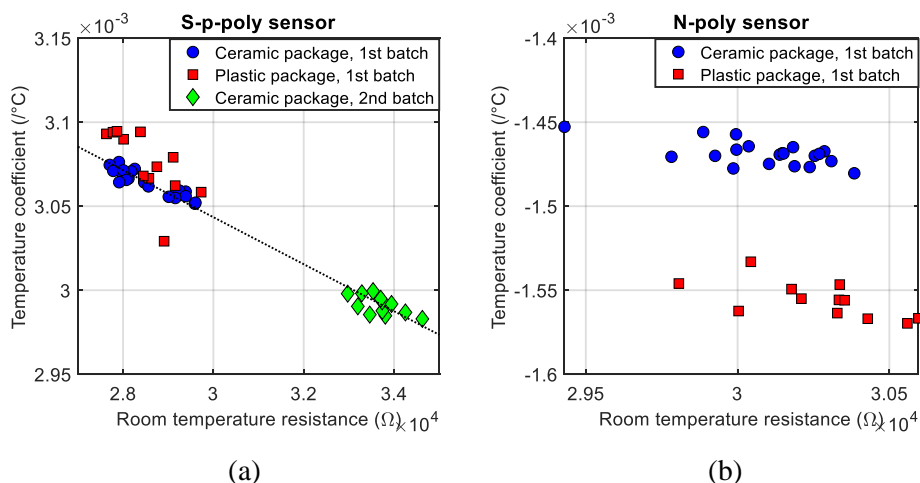 S-p-poly sensor
×10⁻³
3.15
3.1
3.05
3
2.95
Temperature coefficient (/°C)
Ceramic package, 1st batch
Plastic package, 1st batch
Ceramic package, 2nd batch
2.8 3 3.2 3.4
Room temperature resistance (Ω) ×10⁴
(a)
N-poly sensor
×10⁻³
-1.4
-1.45
-1.5
-1.55
-1.6
Temperature coefficient (/°C)
Ceramic package, 1st batch
Plastic package, 1st batch
2.95 3 3.05
Room temperature resistance (Ω) ×10⁴
(b)